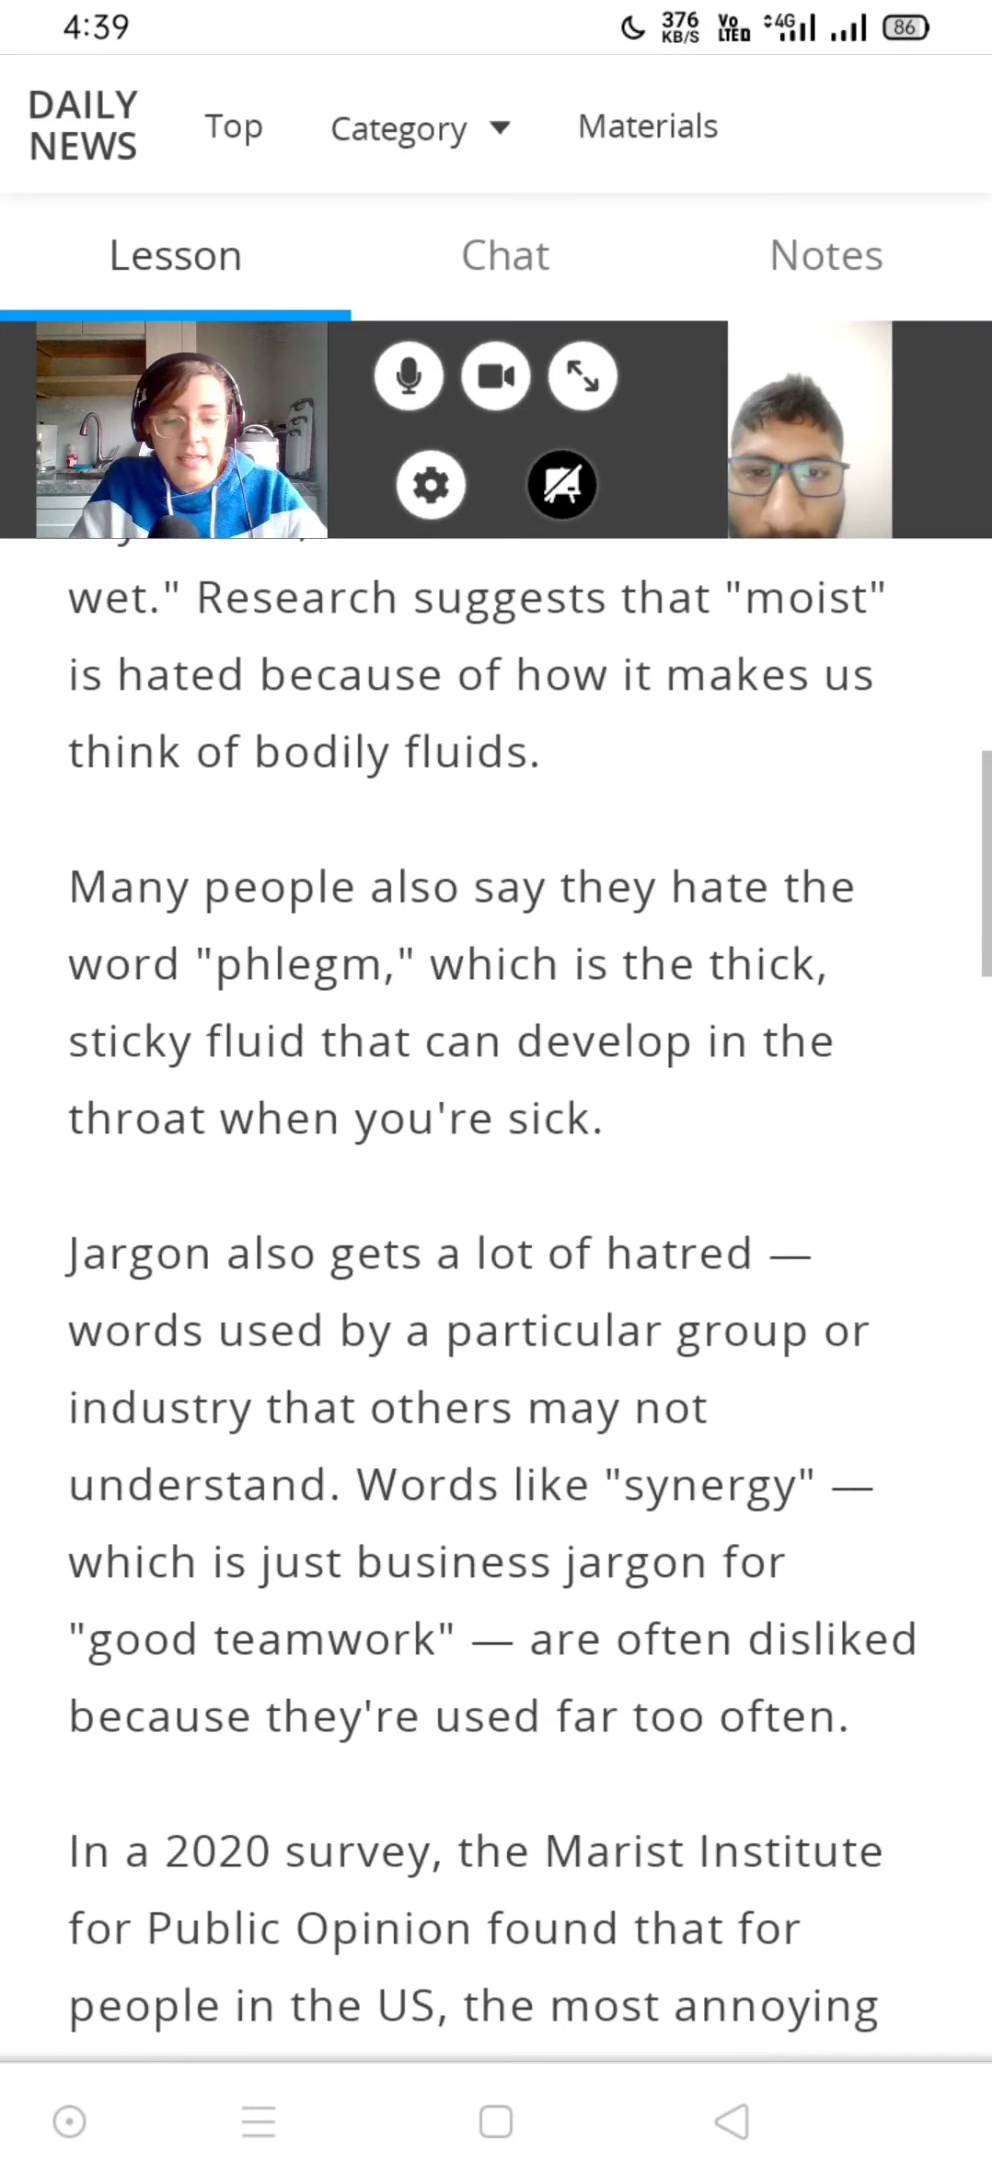 4:39
376
KB/S
Vo
LTE
4G
86
DAILY
NEWS
Top
Category
Materials
Lesson
Chat
Notes
wet." Research suggests that "moist"
is hated because of how it makes us
think of bodily fluids.
Many people also say they hate the
word "phlegm," which is the thick,
sticky fluid that can develop in the
throat when you're sick.
Jargon also gets a lot of hatred —
words used by a particular group or
industry that others may not
understand. Words like "synergy" —
which is just business jargon for
"good teamwork" — are often disliked
because they're used far too often.
In a 2020 survey, the Marist Institute
for Public Opinion found that for
people in the US, the most annoying